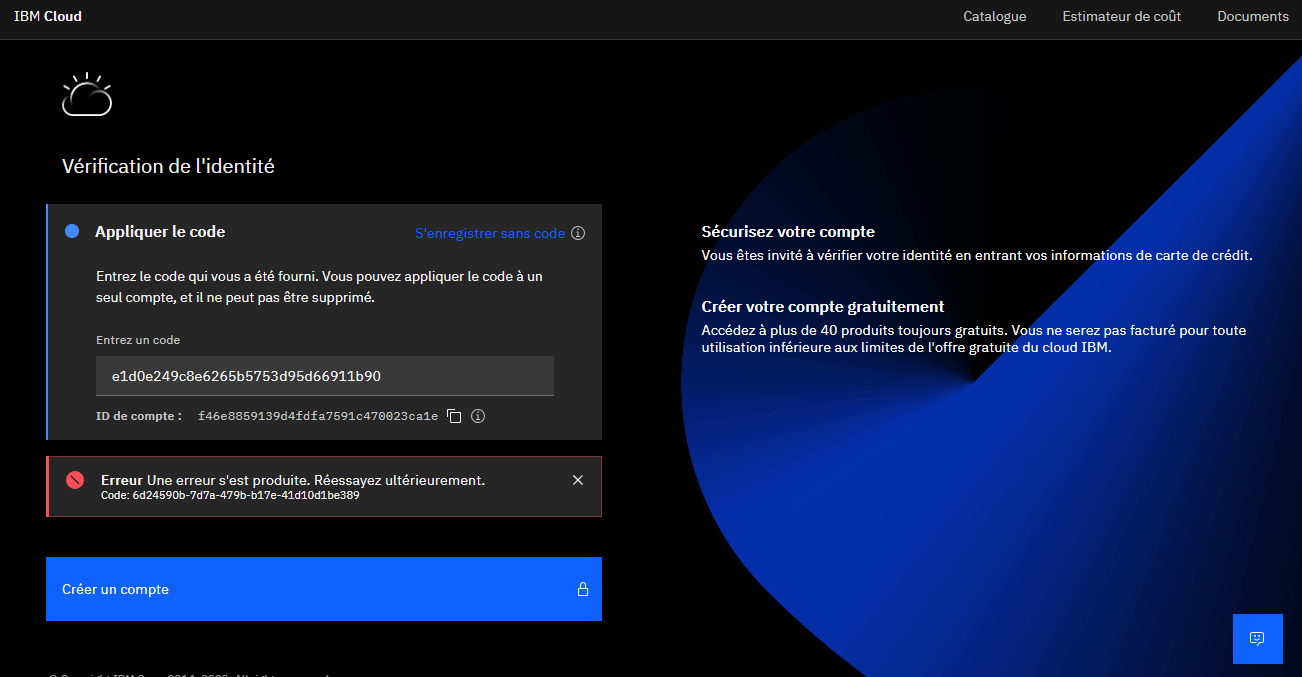 IBM Cloud
Catalogue
Estimateur de coût
Documents
Vérification de l'identité
Appliquer le code
S'enregistrer sans code
Entrez le code qui vous a été fourni. Vous pouvez appliquer le code à un
seul compte, et il ne peut pas être supprimé.
Entrez un code
e1d0e249c8e6265b5753d95d66911b90
ID de compte : f46e8859139d4fdfa7591c470023ca1e
Erreur Une erreur s'est produite. Réessayez ultérieurement.
Code: 6d24590b-7d7a-479b-b17e-41d10d1be389
Créer un compte
Sécurisez votre compte
Vous êtes invité à vérifier votre identité en entrant vos informations de carte de crédit.
Créer votre compte gratuitement
Accédez à plus de 40 produits toujours gratuits. Vous ne serez pas facturé pour toute
utilisation inférieure aux limites de l'offre gratuite du cloud IBM.